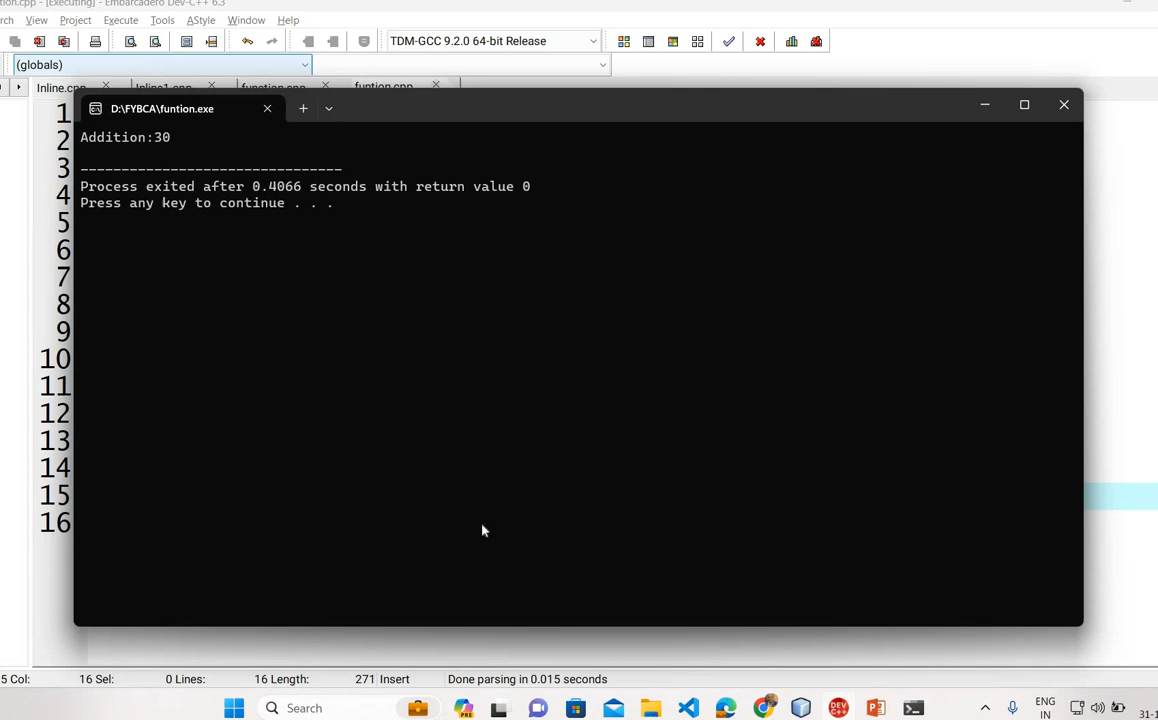 tion.cpp - [Executing] - Embarcadero Dev-C++ 6.3
rch View Project Execute Tools AStyle Window Help
TDM-GCC 9.2.0 64-bit Release
(globals)
Inline.cpp Inline1.cpp function.cpp funtion.cpp
D:\FYBCA\funtion.exe
Addition:30
--------------------------------
Process exited after 0.4066 seconds with return value 0
Press any key to continue . . .
1
2
3
4
5
6
7
8
9
10
11
12
13
14
15
16
5 Col: 16 Sel: 0 Lines: 16 Length: 271 Insert Done parsing in 0.015 seconds
Search
PRE
DEV
C++
ENG
IN
31-1